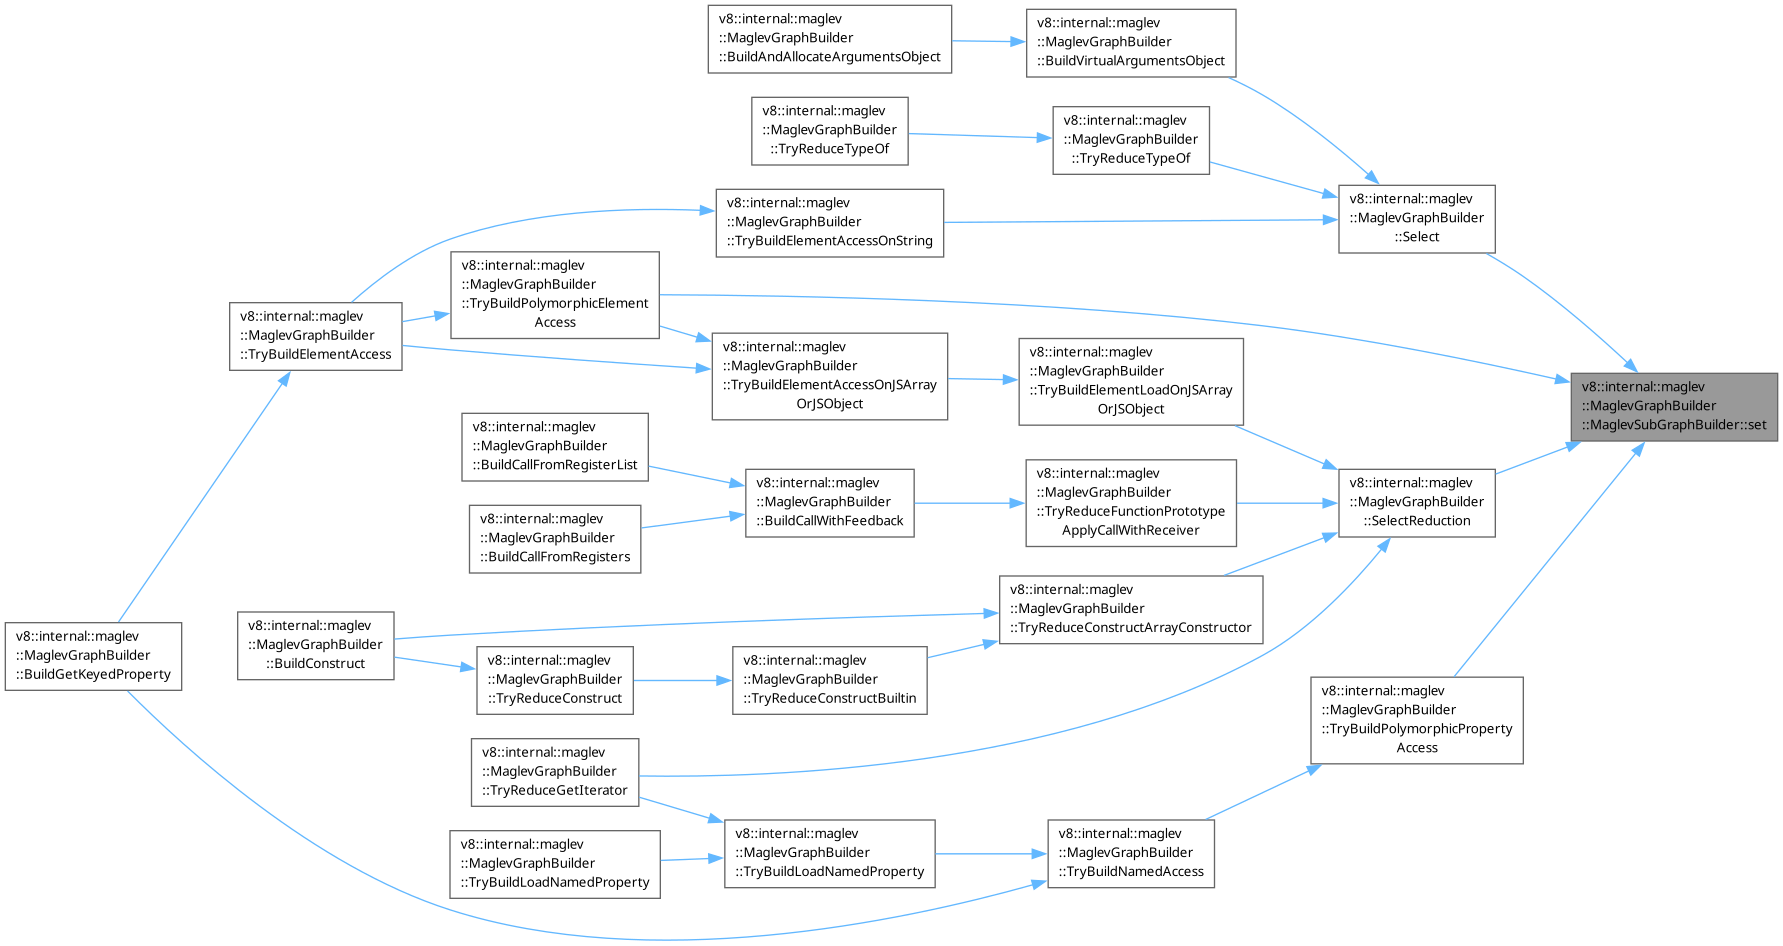 v8::internal::maglev
::MaglevGraphBuilder
::BuildAndAllocateArgumentsObject
v8::internal::maglev
::MaglevGraphBuilder
::BuildVirtualArgumentsObject
v8::internal::maglev
::MaglevGraphBuilder
::TryReduceTypeOf
v8::internal::maglev
::MaglevGraphBuilder
::TryReduceTypeOf
v8::internal::maglev
::MaglevGraphBuilder
::TryBuildElementAccessOnString
v8::internal::maglev
::MaglevGraphBuilder
::Select
v8::internal::maglev
::MaglevGraphBuilder
::TryBuildPolymorphicElement
Access
v8::internal::maglev
::MaglevGraphBuilder
::TryBuildElementAccess
v8::internal::maglev
::MaglevGraphBuilder
::TryBuildElementAccessOnJSArray
OrJSObject
v8::internal::maglev
::MaglevGraphBuilder
::TryBuildElementLoadOnJSArray
OrJSObject
v8::internal::maglev
::MaglevGraphBuilder
::MaglevSubGraphBuilder::set
v8::internal::maglev
::MaglevGraphBuilder
::BuildCallFromRegisterList
v8::internal::maglev
::MaglevGraphBuilder
::BuildCallWithFeedback
v8::internal::maglev
::MaglevGraphBuilder
::TryReduceFunctionPrototype
ApplyCallWithReceiver
v8::internal::maglev
::MaglevGraphBuilder
::SelectReduction
v8::internal::maglev
::MaglevGraphBuilder
::BuildCallFromRegisters
v8::internal::maglev
::MaglevGraphBuilder
::TryReduceConstructArrayConstructor
v8::internal::maglev
::MaglevGraphBuilder
::BuildGetKeyedProperty
v8::internal::maglev
::MaglevGraphBuilder
::BuildConstruct
v8::internal::maglev
::MaglevGraphBuilder
::TryReduceConstruct
v8::internal::maglev
::MaglevGraphBuilder
::TryReduceConstructBuiltin
v8::internal::maglev
::MaglevGraphBuilder
::TryBuildPolymorphicProperty
Access
v8::internal::maglev
::MaglevGraphBuilder
::TryReduceGetIterator
v8::internal::maglev
::MaglevGraphBuilder
::TryBuildLoadNamedProperty
v8::internal::maglev
::MaglevGraphBuilder
::TryBuildLoadNamedProperty
v8::internal::maglev
::MaglevGraphBuilder
::TryBuildNamedAccess